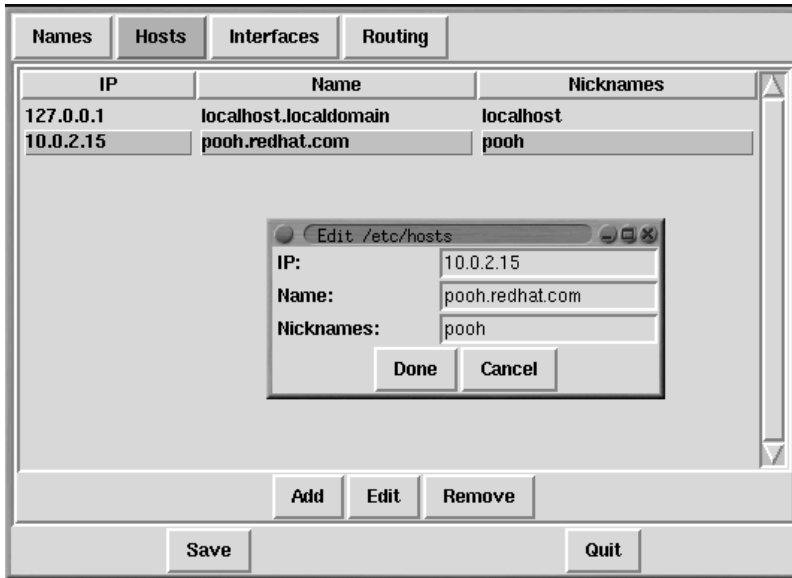 Names Hosts Interfaces Routing
IP Name Nicknames
127.0.0.1 localhost.localdomain localhost
10.0.2.15 pooh.redhat.com pooh
Edit /etc/hosts
IP: 10.0.2.15
Name: pooh.redhat.com
Nicknames: pooh
Done Cancel
Add Edit Remove
Save Quit